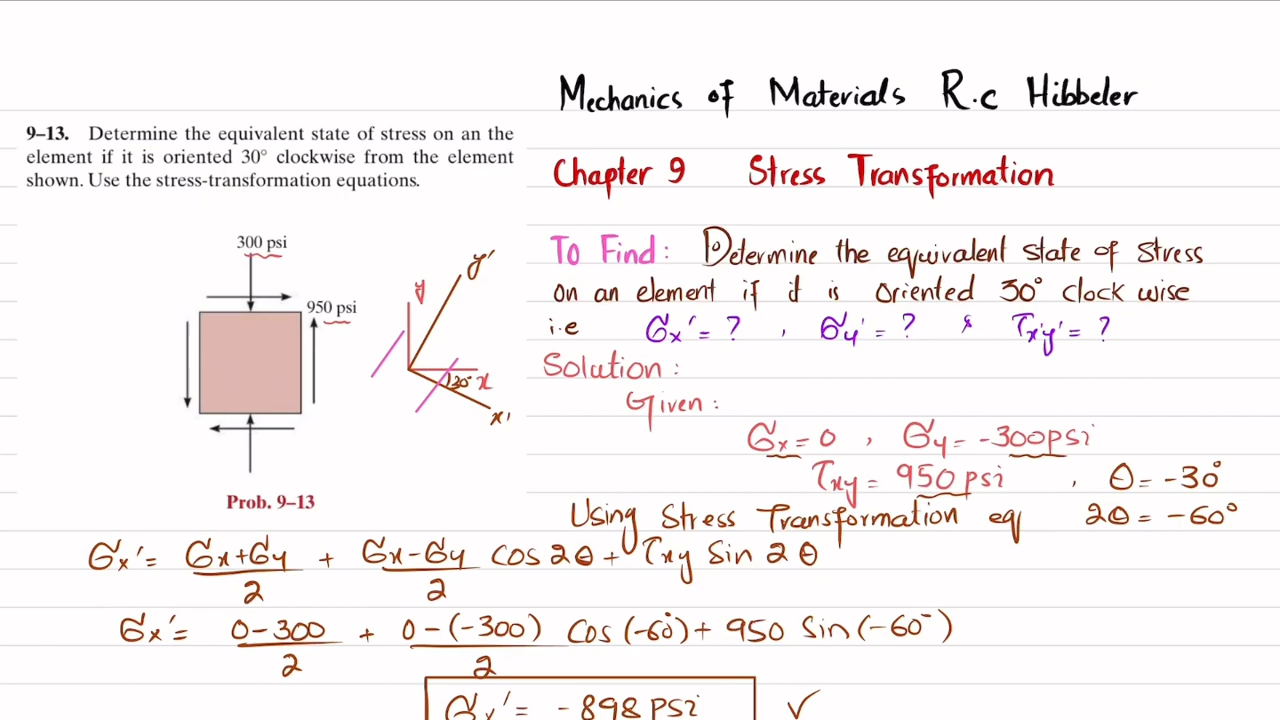 Mechanics of Materials R.c Hibbeler
9–13. Determine the equivalent state of stress on an the
element if it is oriented 30° clockwise from the element
shown. Use the stress-transformation equations.
Chapter 9 Stress Transformation
300 psi
950 psi
Prob. 9–13
y
y'
30° x
x'
To Find: Determine the equivalent state of stress
on an element if it is oriented 30° clock wise
i.e σx' = ? , σy' = ? & τx'y' = ?
Solution:
Given:
σx = 0 , σy = -300psi
τxy = 950 psi , θ = -30°
Using Stress Transformation eq 2θ = -60°
σx' = σx+σy/2 + σx-σy/2 cos 2θ + τxy Sin 2θ
σx' = 0-300/2 + 0-(-300)/2 Cos(-60°) + 950 Sin(-60°)
σx' = -898 PSi ✓